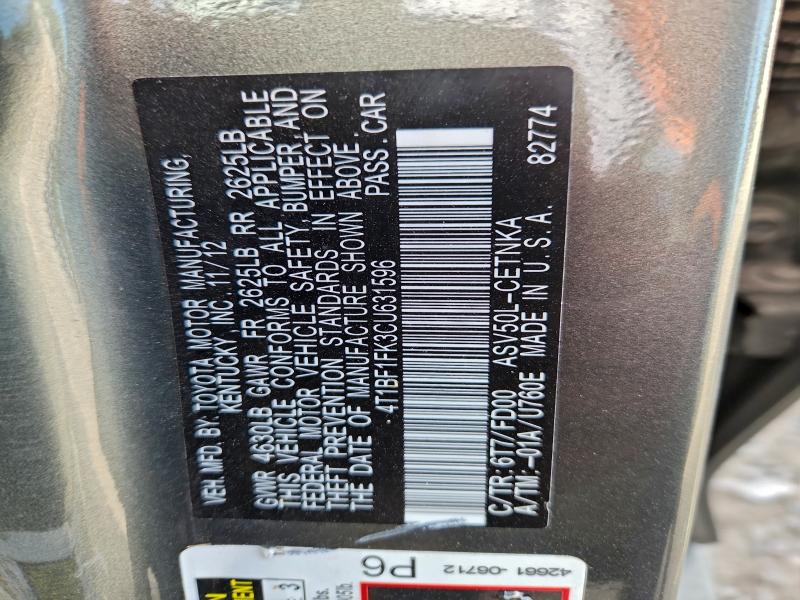 VEH. MFD. BY: TOYOTA MOTOR MANUFACTURING,
KENTUCKY, INC. 11/12
GVWR 4630LB GAWR FR 2625LB RR 2625LB
THIS VEHICLE CONFORMS TO ALL APPLICABLE
FEDERAL MOTOR VEHICLE SAFETY, BUMPER, AND
THEFT PREVENTION STANDARDS IN EFFECT ON
THE DATE OF MANUFACTURE SHOWN ABOVE.
4T1BF1FK3CU631596 PASS. CAR
C/TR: 6T7/FD00 ASV50L-CETNKA 82774
A/TM: -01A/U760E MADE IN U.S.A.
P6
42661-06712
3